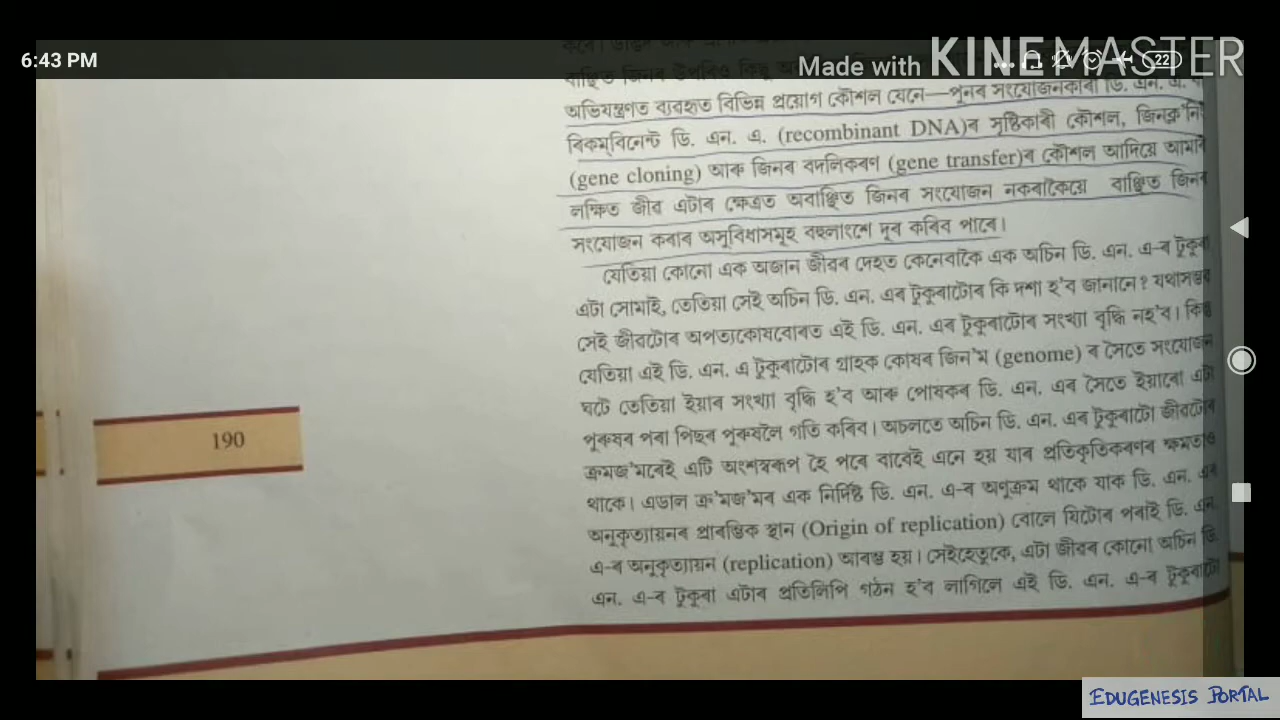 6:43 PM
Made with KINEMASTER
22
বাঞ্ছিত জিনৰ
অভিযন্ত্ৰণত ব্যৱহৃত বিভিন্ন প্ৰয়োগ কৌশল যেনে—পুনৰ সংযোজনকাৰী ডি. এন. এ. বা
ৰিকম্বিনেন্ট ডি. এন. এ. (recombinant DNA)ৰ সৃষ্টিকাৰী কৌশল, জিনক্ল'নিং
(gene cloning) আৰু জিনৰ বদলিকৰণ (gene transfer)ৰ কৌশল আদিয়ে আমাৰ
লক্ষিত জীৱ এটাৰ ক্ষেত্ৰত অবাঞ্ছিত জিনৰ সংযোজন নকৰাকৈয়ে বাঞ্ছিত জিনৰ
সংযোজন কৰাৰ অসুবিধাসমূহ বহুলাংশে দূৰ কৰিব পাৰে।
যেতিয়া কোনো এক অজান জীৱৰ দেহত কেনেবাকৈ এক অচিন ডি. এন. এ-ৰ টুকুৰা
এটা সোমাই, তেতিয়া সেই অচিন ডি. এন. এৰ টুকুৰাটোৰ কি দশা হ'ব জানানে? যথাসম্ভৱ
সেই জীৱটোৰ অপত্যকোষবোৰত এই ডি. এন. এৰ টুকুৰাটোৰ সংখ্যা বৃদ্ধি নহ'ব। কিন্তু
যেতিয়া এই ডি. এন. এ টুকুৰাটোৰ গ্ৰাহক কোষৰ জিন'ম (genome) ৰ সৈতে সংযোজন
ঘটে তেতিয়া ইয়াৰ সংখ্যা বৃদ্ধি হ'ব আৰু পোষকৰ ডি. এন. এৰ সৈতে ইয়াৰো এটা
পুৰুষৰ পৰা পিছৰ পুৰুষলৈ গতি কৰিব। অচলতে অচিন ডি. এন. এৰ টুকুৰাটো জীৱটোৰ
ক্ৰমজ'মৰেই এটি অংশস্বৰূপ হৈ পৰে বাবেই এনে হয় যাৰ প্ৰতিকৃতিকৰণৰ ক্ষমতাও
থাকে। এডাল ক্ৰ'মজ'মৰ এক নিৰ্দিষ্ট ডি. এন. এ-ৰ অণুক্ৰম থাকে যাক ডি. এন. এৰ
অনুকৃত্যায়নৰ প্ৰাৰম্ভিক স্থান (Origin of replication) বোলে যিটোৰ পৰাই ডি. এন.
এ-ৰ অনুকৃত্যায়ন (replication) আৰম্ভ হয়। সেইহেতুকে, এটা জীৱৰ কোনো অচিন ডি.
এন. এ-ৰ টুকুৰা এটাৰ প্ৰতিলিপি গঠন হ'ব লাগিলে এই ডি. এন. এ-ৰ টুকুৰাটো
190
EDUGENESIS PORTAL